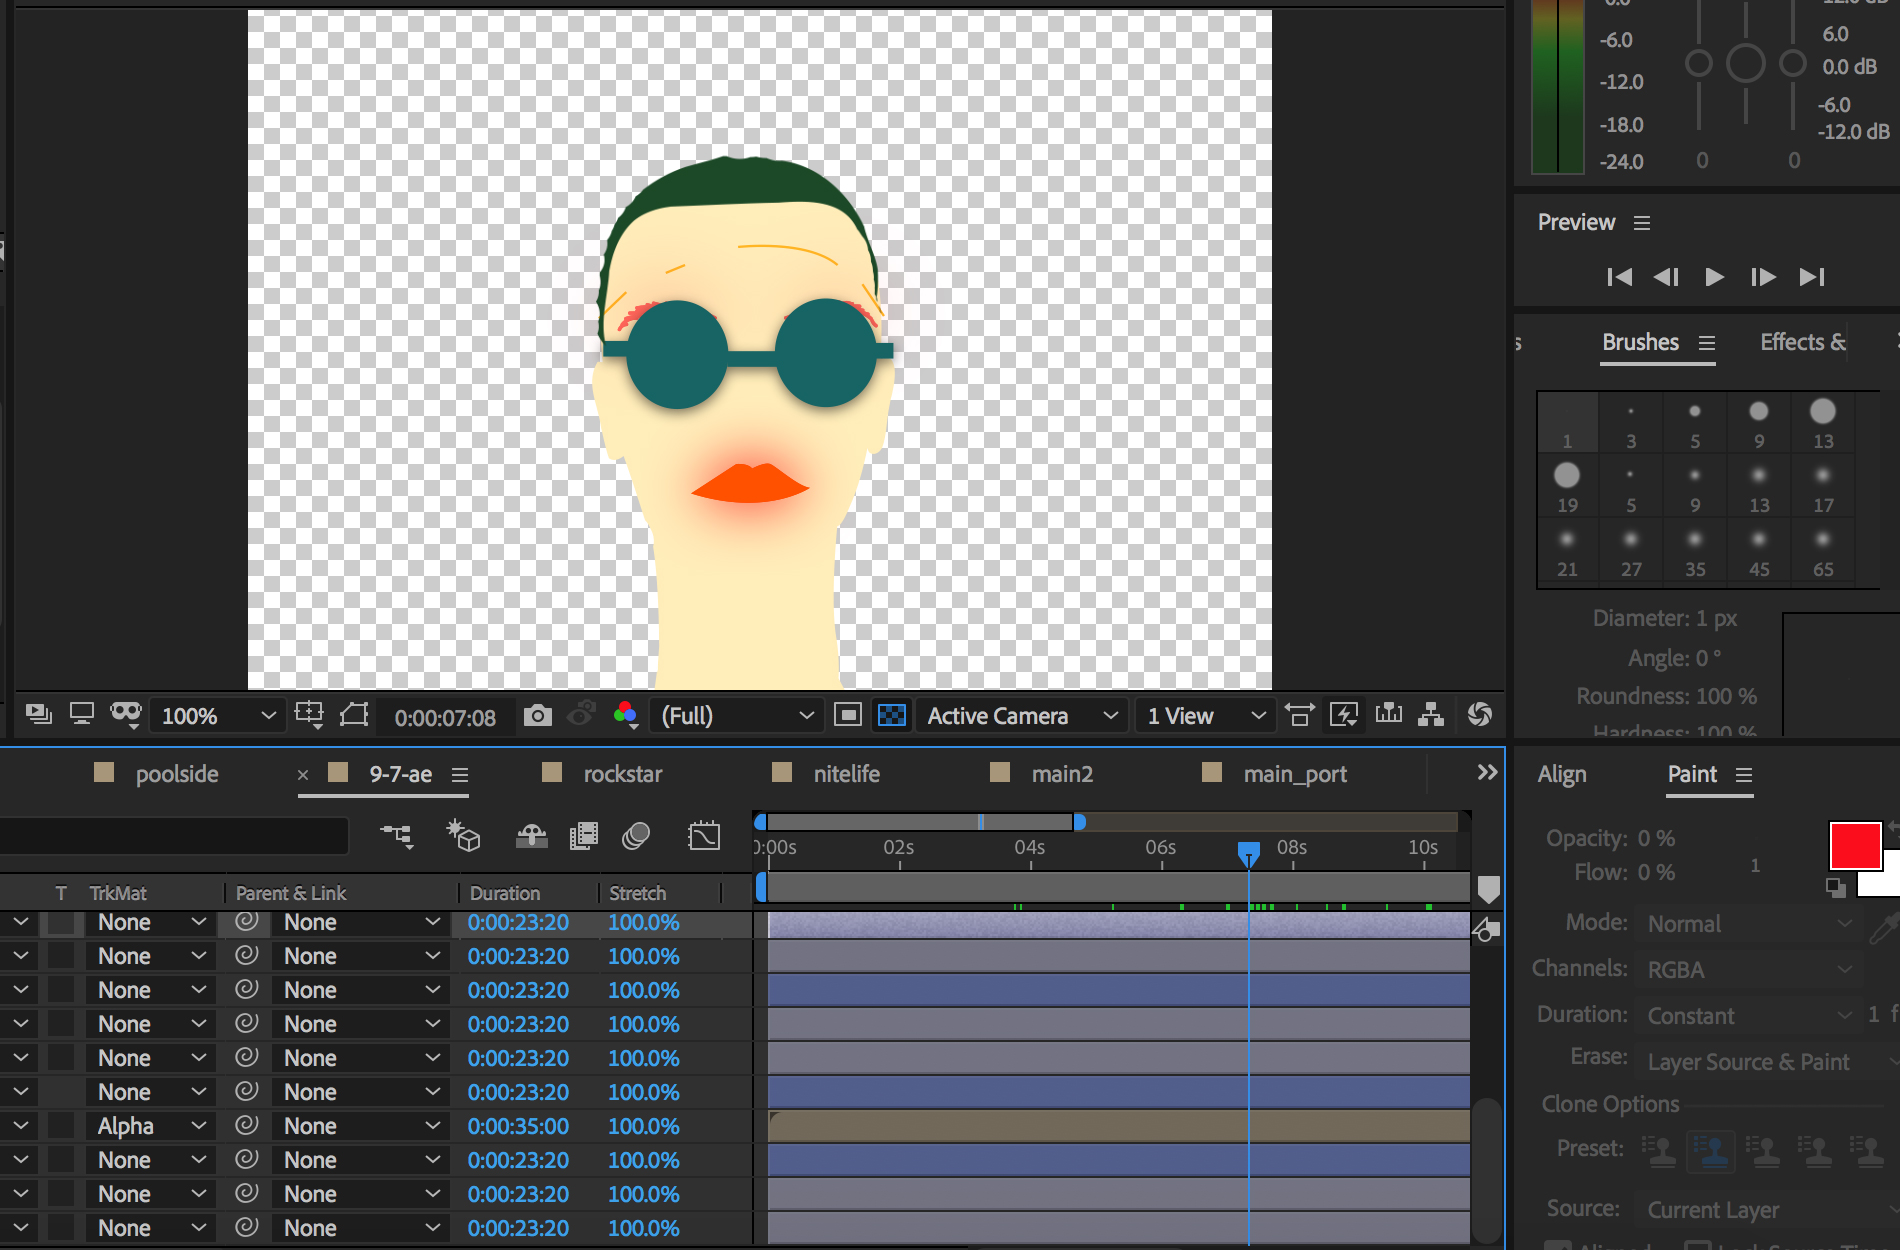 -6.0
-12.0
-18.0
-24.0
6.0
0.0 dB
-6.0
-12.0 dB
0 0
Preview
Brushes Effects &
1 3 5 9 13
19 5 9 13 17
21 27 35 45 65
Diameter: 1 px
Angle: 0 °
Roundness: 100 %
Hardness: 100 %
100% 0:00:07:08 (Full) Active Camera 1 View
poolside × 9-7-ae rockstar nitelife main2 main_port »
0:00s 02s 04s 06s 08s 10s
T TrkMat Parent & Link Duration Stretch
None None 0:00:23:20 100.0%
None None 0:00:23:20 100.0%
None None 0:00:23:20 100.0%
None None 0:00:23:20 100.0%
None None 0:00:23:20 100.0%
None None 0:00:23:20 100.0%
Alpha None 0:00:35:00 100.0%
None None 0:00:23:20 100.0%
None None 0:00:23:20 100.0%
None None 0:00:23:20 100.0%
Align Paint
Opacity: 0 %
Flow: 0 % 1
Mode: Normal
Channels: RGBA
Duration: Constant 1 f
Erase: Layer Source & Paint
Clone Options
Preset:
Source: Current Layer